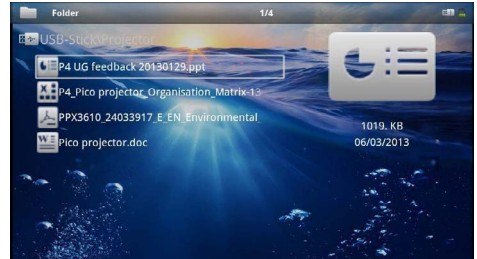 Folder
1/4
USB-Stick\Projector
P4 UG feedback 20130129.ppt
P4_Pico projector_Organisation_Matrix-13
PPX3610_24033917_E_EN_Environmental
Pico projector.doc
1019. KB
06/03/2013